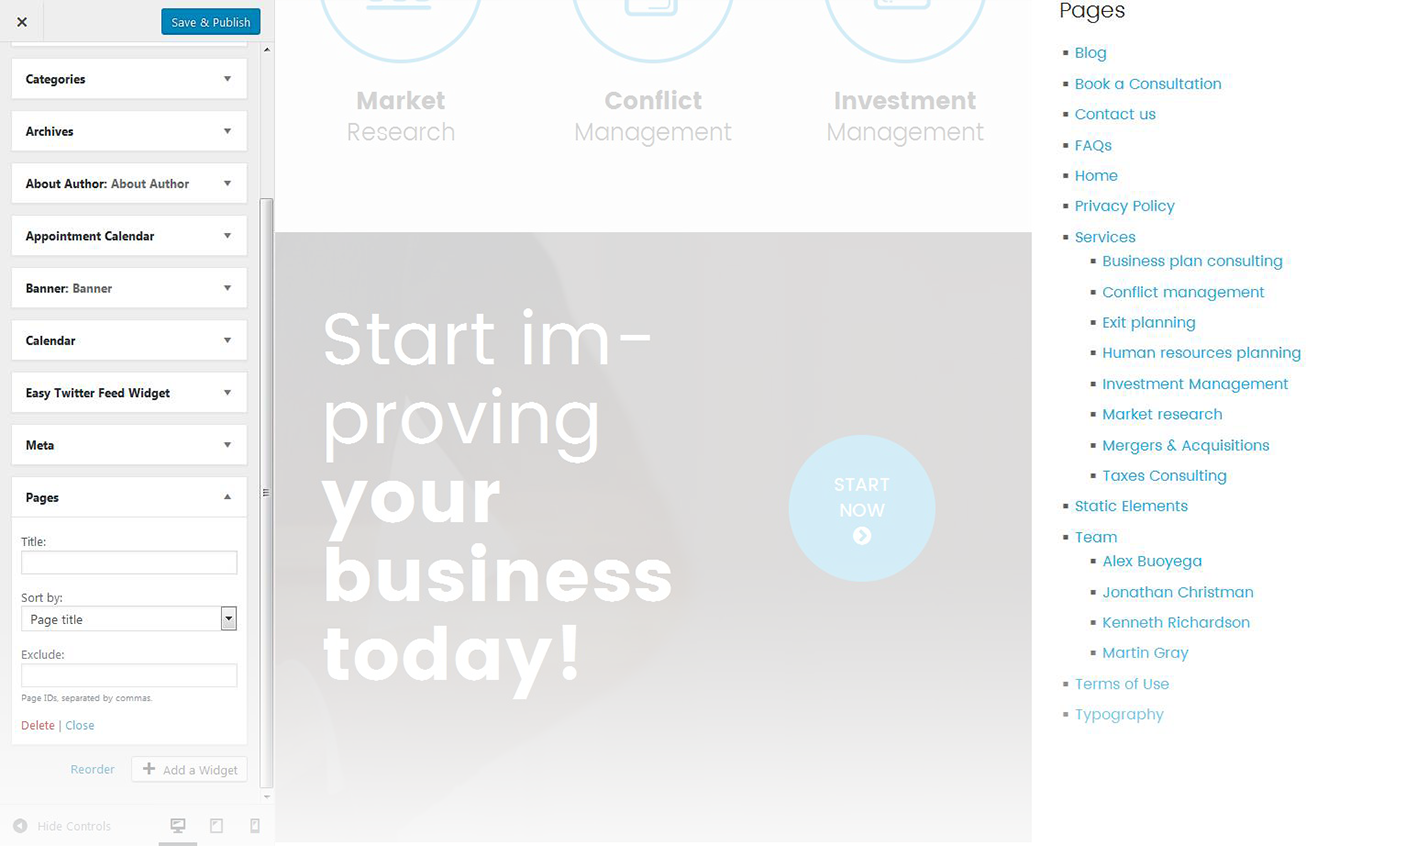 Save & Publish
Categories
Archives
About Author: About Author
Appointment Calendar
Banner: Banner
Calendar
Easy Twitter Feed Widget
Meta
Pages
Title:
Sort by:
Page title
Exclude:
Page IDs, separated by commas.
Delete | Close
Reorder
Add a Widget
Hide Controls
Market
Research
Conflict
Management
Investment
Management
Start im-
proving
your
business
today!
START
NOW
Pages
Blog
Book a Consultation
Contact us
FAQs
Home
Privacy Policy
Services
Business plan consulting
Conflict management
Exit planning
Human resources planning
Investment Management
Market research
Mergers & Acquisitions
Taxes Consulting
Static Elements
Team
Alex Buoyega
Jonathan Christman
Kenneth Richardson
Martin Gray
Terms of Use
Typography